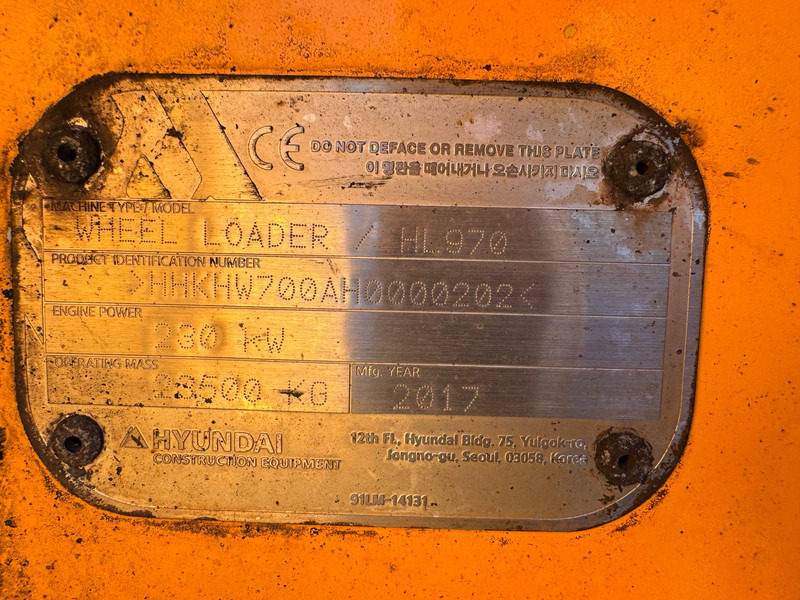 CE DO NOT DEFACE OR REMOVE THIS PLATE
이 명판을 떼어내거나 오손시키지 마시오
MACHINE TYPE / MODEL
WHEEL LOADER / HL970
PRODUCT IDENTIFICATION NUMBER
>HHKHW700AH0000202<
ENGINE POWER
230 kW
OPERATING MASS
23500 KG
Mfg. YEAR
2017
HYUNDAI
CONSTRUCTION EQUIPMENT
12th Fl., Hyundai Bldg. 75, Yulgok-ro,
Jongno-gu, Seoul, 03058, Korea
91LM-14131